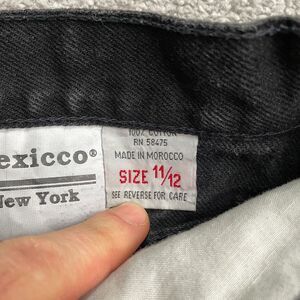 exicco®
New York
100% COTTON
RN 58475
MADE IN MOROCCO
SIZE 11/12
SEE REVERSE FOR CARE